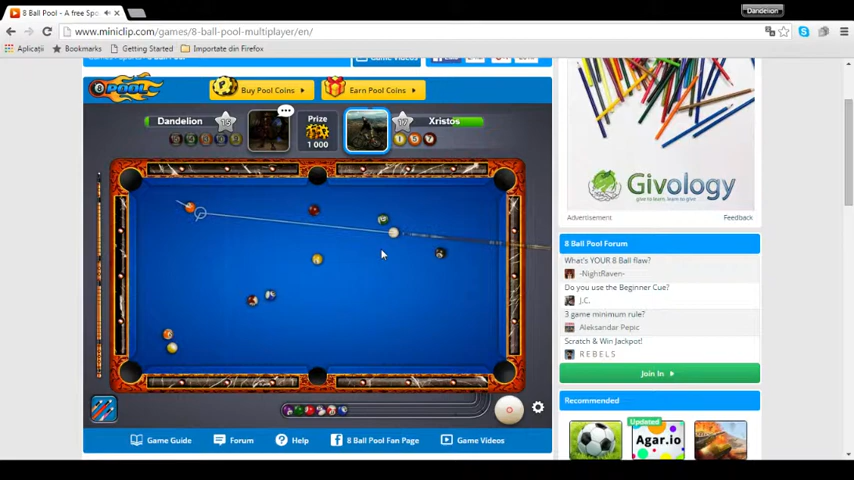 8 Ball Pool - A free Spo
Dandelion
www.miniclip.com/games/8-ball-pool-multiplayer/en/
Aplicații
Bookmarks
Getting Started
Importate din Firefox
Game Videos
8 POOL
Buy Pool Coins
Earn Pool Coins
Dandelion
Prize
1 000
Xristos
Givology
give to learn. learn to give.
Advertisement
Feedback
8 Ball Pool Forum
What's YOUR 8 Ball flaw?
-NightRaven-
Do you use the Beginner Cue?
J.C.
3 game minimum rule?
Aleksandar Pepic
Scratch & Win Jackpot!
R E B E L S
Join In
Recommended
Updated
Agar.io
Game Guide
Forum
Help
8 Ball Pool Fan Page
Game Videos